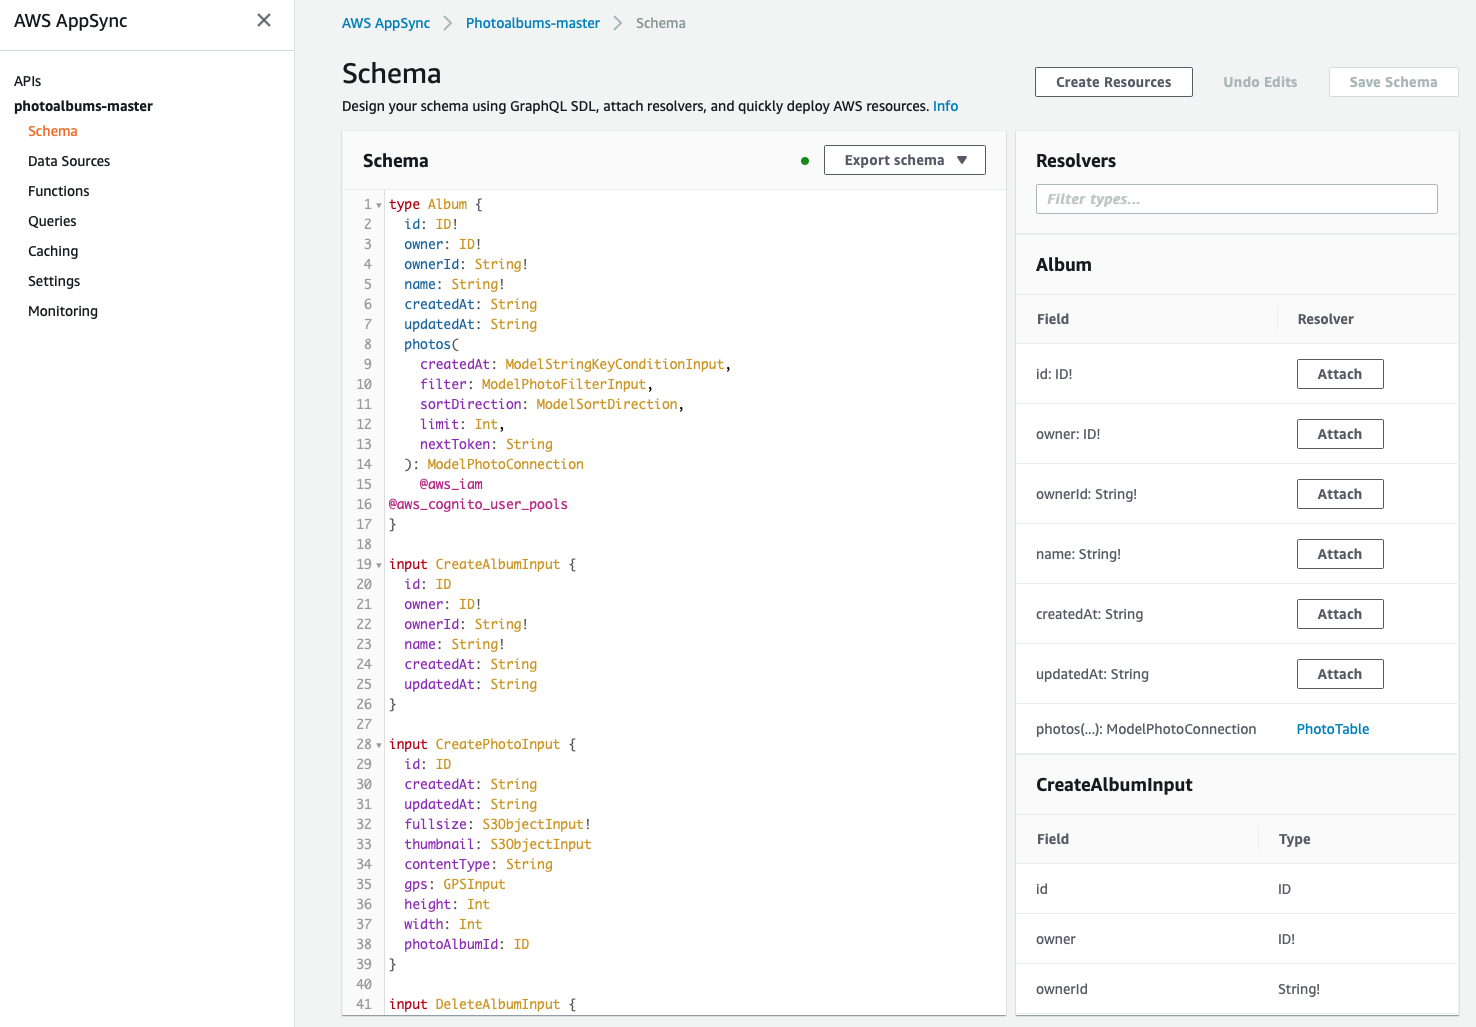 AWS AppSync
APIs
photoalbums-master
Schema
Data Sources
Functions
Queries
Caching
Settings
Monitoring
AWS AppSync > Photoalbums-master > Schema
Schema
Design your schema using GraphQL SDL, attach resolvers, and quickly deploy AWS resources. Info
Create Resources
Undo Edits
Save Schema
Schema
Export schema
1 type Album {
2 id: ID!
3 owner: ID!
4 ownerId: String!
5 name: String!
6 createdAt: String
7 updatedAt: String
8 photos(
9 createdAt: ModelStringKeyConditionInput,
10 filter: ModelPhotoFilterInput,
11 sortDirection: ModelSortDirection,
12 limit: Int,
13 nextToken: String
14 ): ModelPhotoConnection
15 @aws_iam
16 @aws_cognito_user_pools
17 }
18
19 input CreateAlbumInput {
20 id: ID
21 owner: ID!
22 ownerId: String!
23 name: String!
24 createdAt: String
25 updatedAt: String
26 }
27
28 input CreatePhotoInput {
29 id: ID
30 createdAt: String
31 updatedAt: String
32 fullsize: S3ObjectInput!
33 thumbnail: S3ObjectInput
34 contentType: String
35 gps: GPSInput
36 height: Int
37 width: Int
38 photoAlbumId: ID
39 }
40
41 input DeleteAlbumInput {
Resolvers
Filter types...
Album
Field Resolver
id: ID! Attach
owner: ID! Attach
ownerId: String! Attach
name: String! Attach
createdAt: String Attach
updatedAt: String Attach
photos(...): ModelPhotoConnection PhotoTable
CreateAlbumInput
Field Type
id ID
owner ID!
ownerId String!